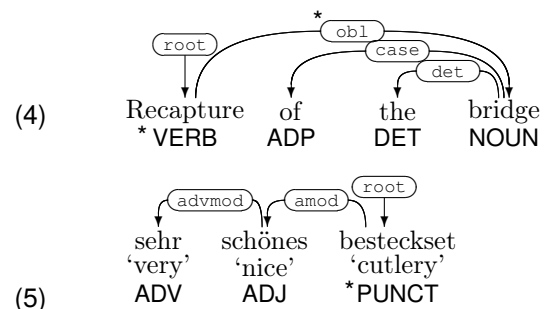 * obl
root case
det
(4) Recapture of the bridge
* VERB ADP DET NOUN
advmod amod root
sehr schönes besteckset
‘very’ ‘nice’ ‘cutlery’
(5) ADV ADJ *PUNCT